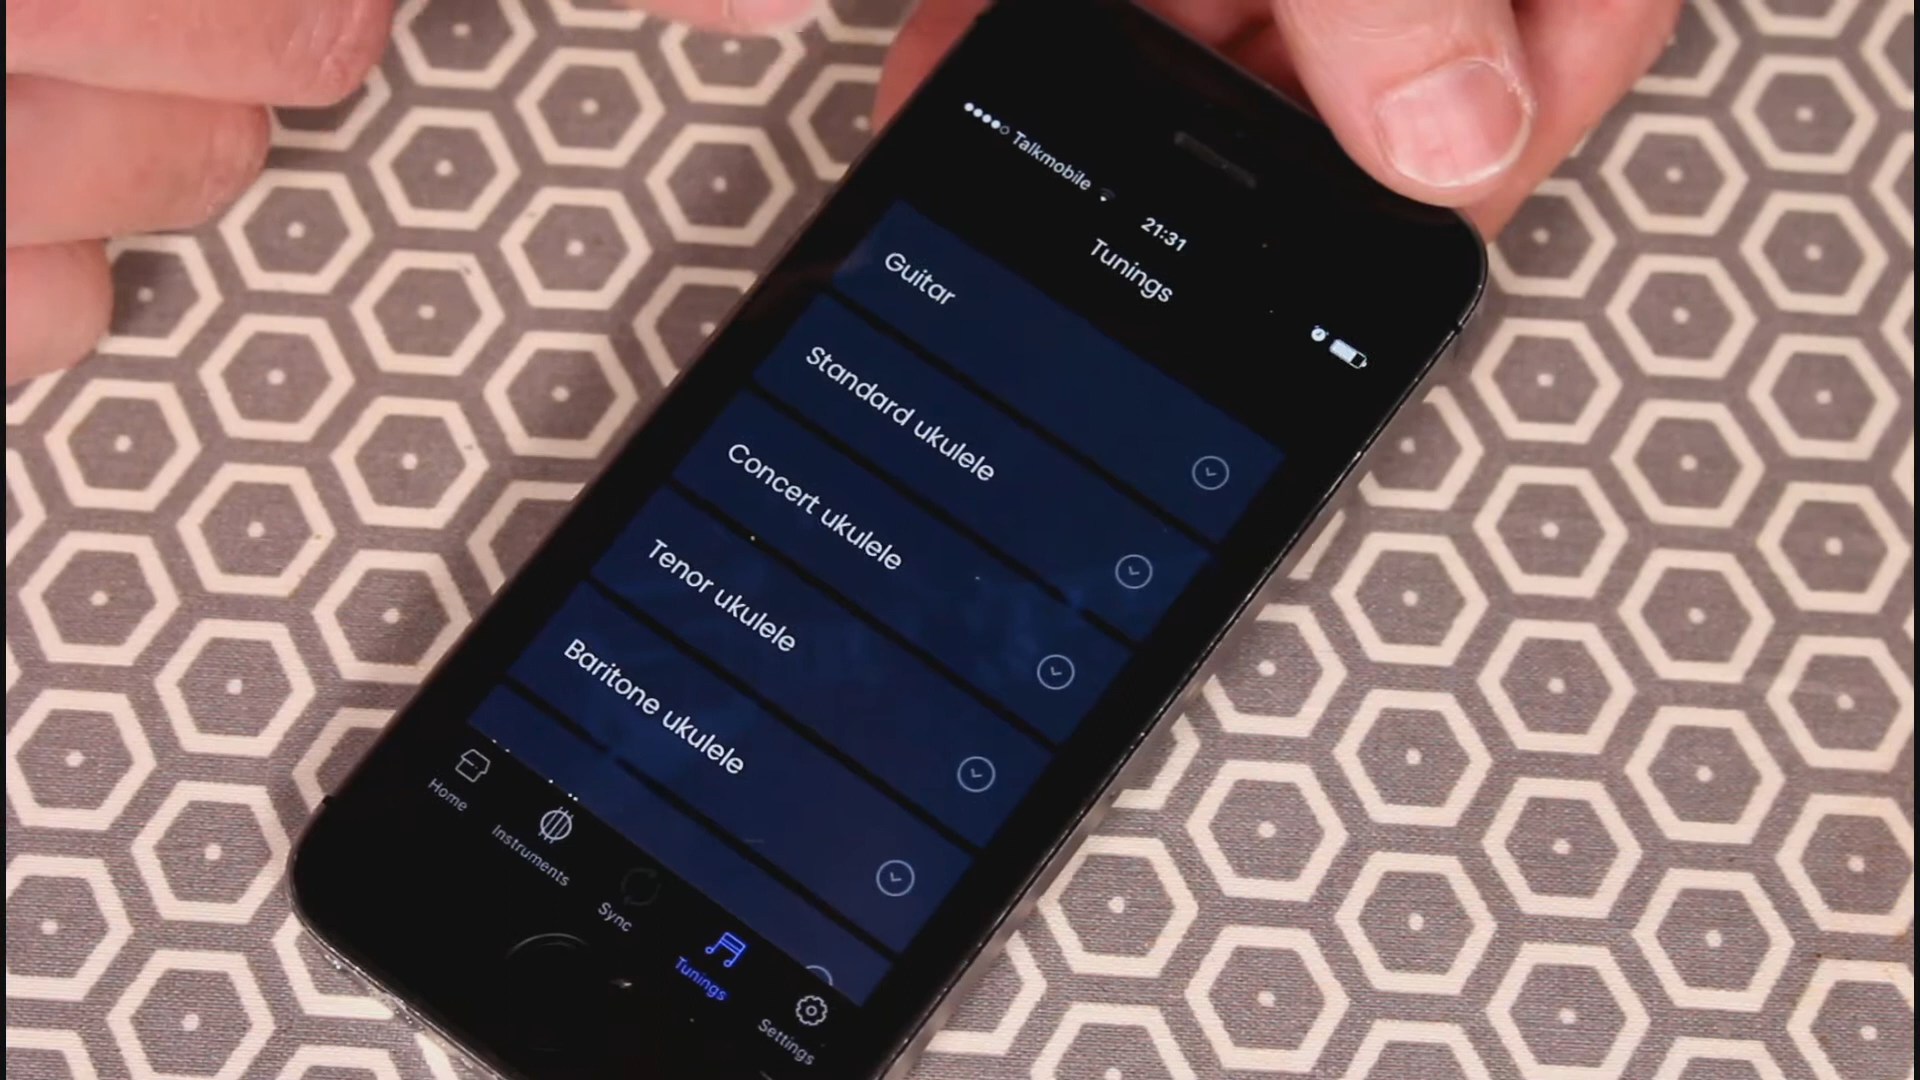 Talkmobile
21:31
Tunings
Guitar
Standard ukulele
Concert ukulele
Tenor ukulele
Baritone ukulele
Home
Instruments
Sync
Tunings
Settings